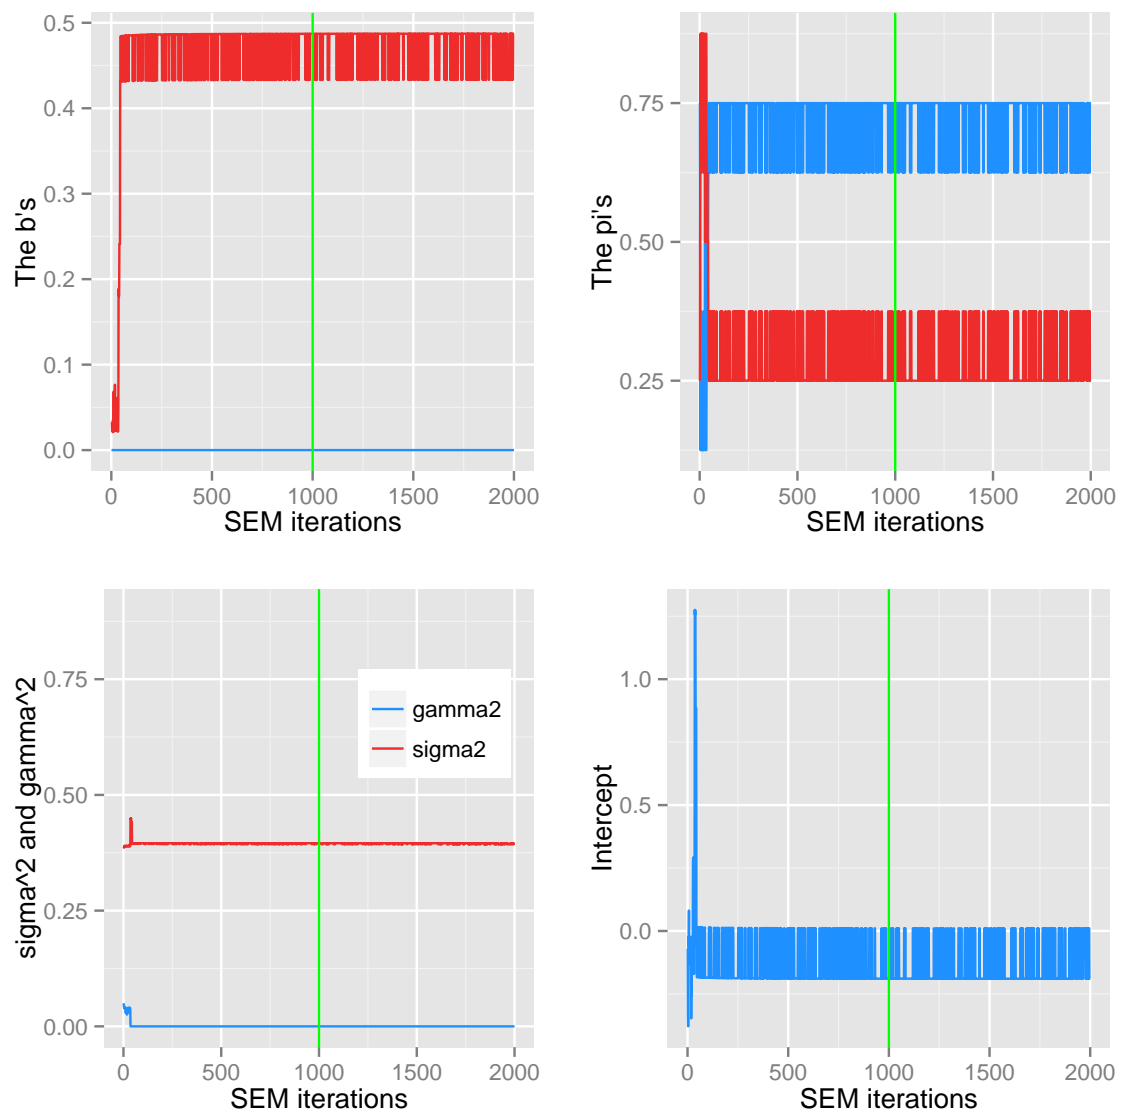 The b's
0.5
0.4
0.3
0.2
0.1
0.0
0 500 1000 1500 2000
SEM iterations
The pi's
0.75
0.50
0.25
0 500 1000 1500 2000
SEM iterations
sigma^2 and gamma^2
0.75
0.50
0.25
0.00
gamma2
sigma2
0 500 1000 1500 2000
SEM iterations
Intercept
1.0
0.5
0.0
0 500 1000 1500 2000
SEM iterations